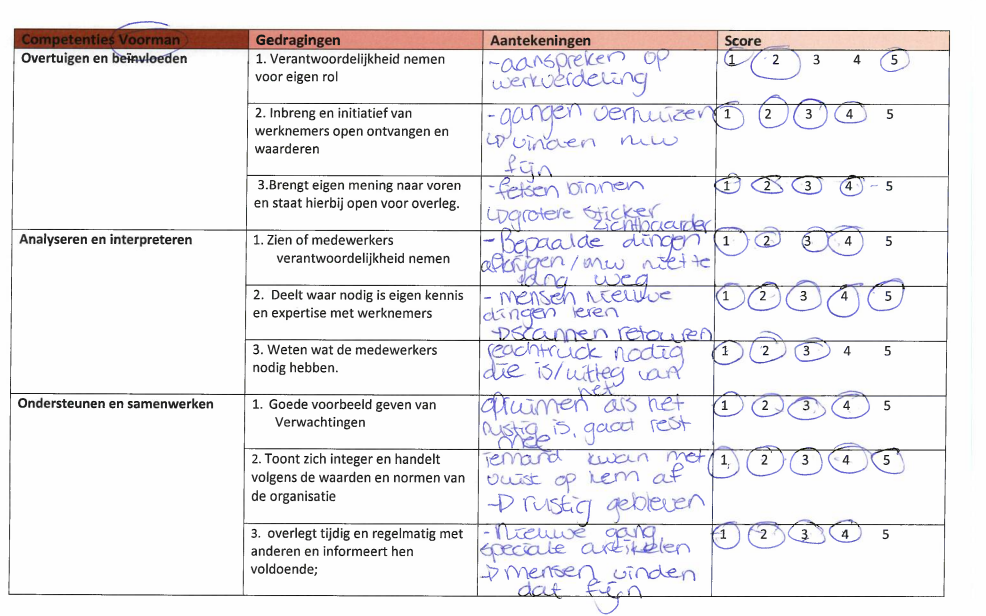 Competenties Voorman Gedragingen Aantekeningen Score
Overtuigen en beïnvloeden
1. Verantwoordelijkheid nemen
voor eigen rol
-aanspreken op
werkverdeling
1 2 3 4 5
2. Inbreng en initiatief van
werknemers open ontvangen en
waarderen
-gangen verhuizen
↳ vinden mw
fijn
1 2 3 4 5
3.Brengt eigen mening naar voren
en staat hierbij open voor overleg.
-fietsen binnen
↳ grotere sticker
zichtbaarder
1 2 3 4 - 5
Analyseren en interpreteren
1. Zien of medewerkers
verantwoordelijkheid nemen
- Bepaalde dingen
afkrijgen / mw niet te
lang weg
1 2 3 4 5
2. Deelt waar nodig is eigen kennis
en expertise met werknemers
- mensen nieuwe
dingen leren
→ scannen retouren
1 2 3 4 5
3. Weten wat de medewerkers
nodig hebben.
reachtruck nodig
die is/uitleg van
het
1 2 3 4 5
Ondersteunen en samenwerken
1. Goede voorbeeld geven van
Verwachtingen
opruimen als het
rustig is, gaat rest
mee
1 2 3 4 5
2. Toont zich integer en handelt
volgens de waarden en normen van
de organisatie
iemand kwam met
vuist op hem af
→ rustig gebleven
1 2 3 4 5
3. overlegt tijdig en regelmatig met
anderen en informeert hen
voldoende;
-Nieuwe gang
speciale artikelen
→ mensen vinden
dat fijn
1 2 3 4 5